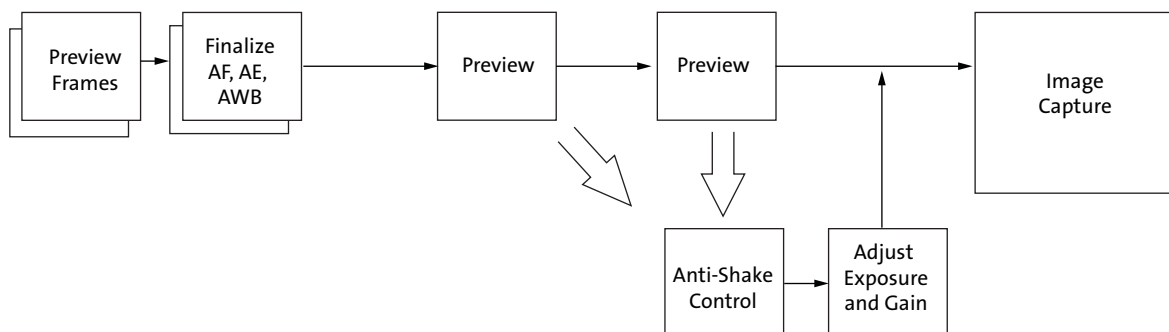 Preview
Frames
Finalize
AF, AE,
AWB
Preview
Preview
Image
Capture
Anti-Shake
Control
Adjust
Exposure
and Gain